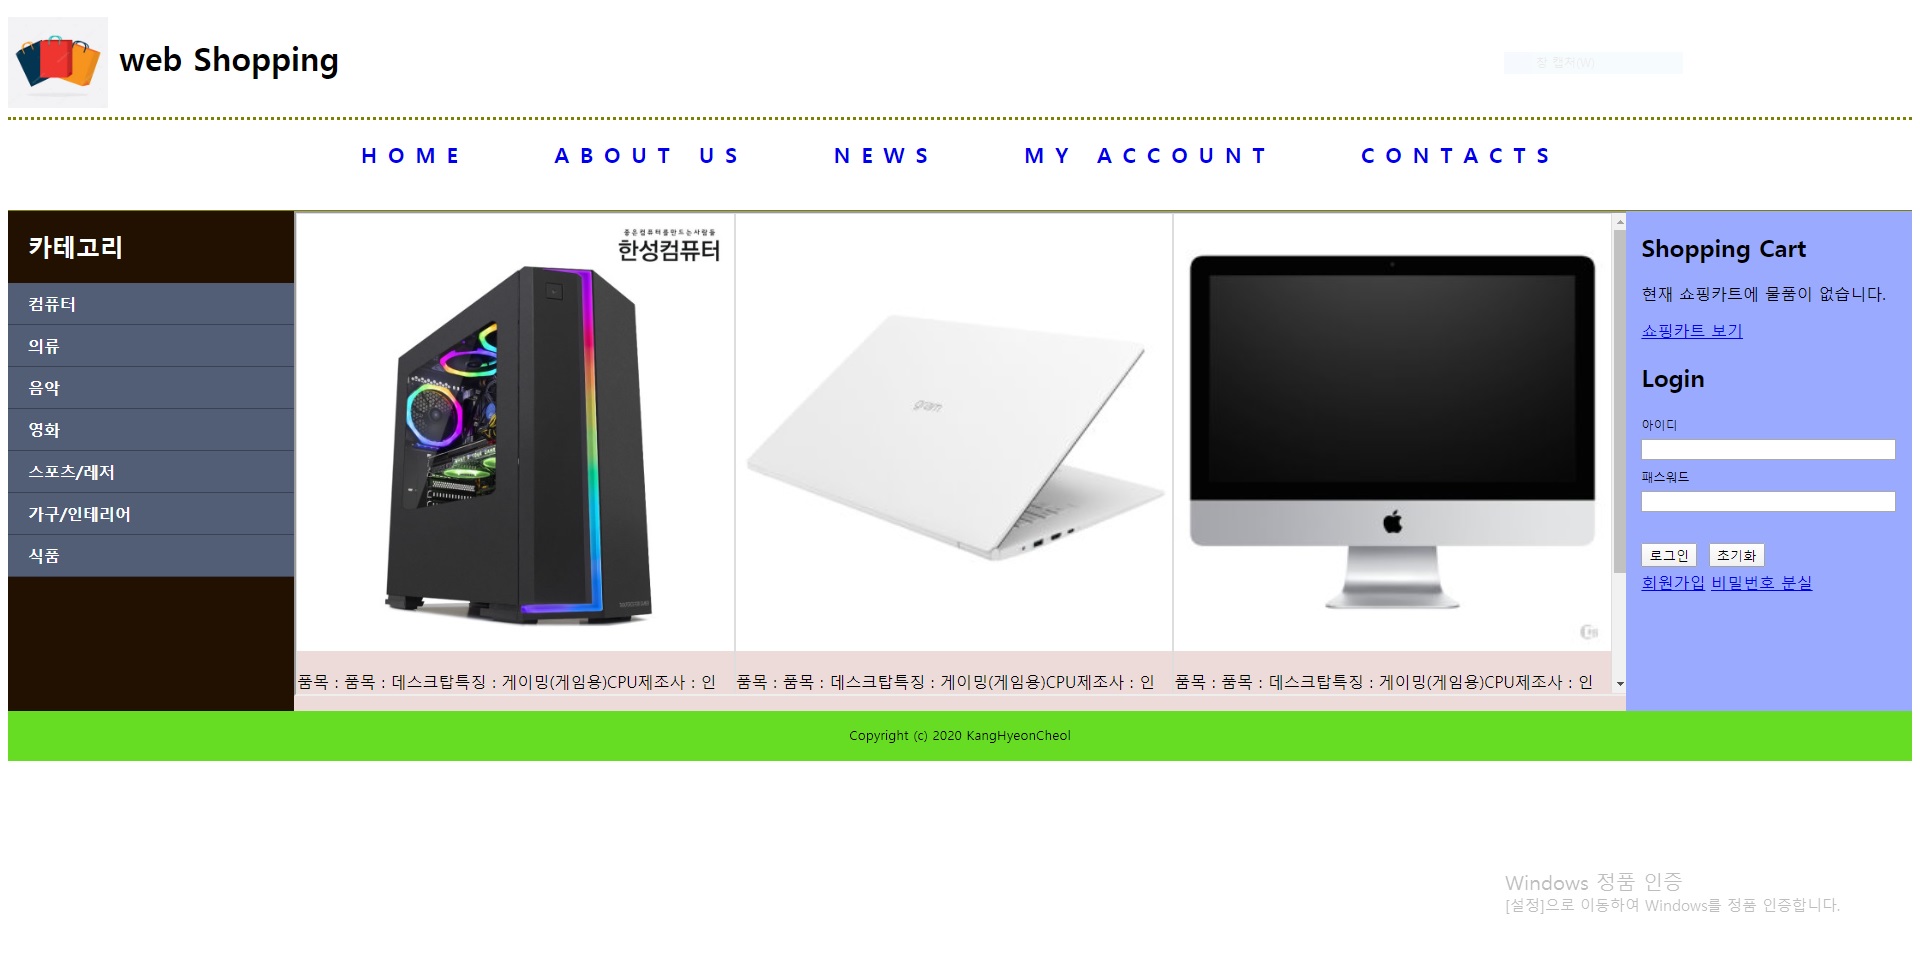 web Shopping
창 캡처(W)
HOME ABOUT US NEWS MY ACCOUNT CONTACTS
카테고리
컴퓨터
의류
음악
영화
스포츠/레저
가구/인테리어
식품
좋은컴퓨터를만드는사람들
한성컴퓨터
gram
품목 : 품목 : 데스크탑특징 : 게이밍(게임용)CPU제조사 : 인
품목 : 품목 : 데스크탑특징 : 게이밍(게임용)CPU제조사 : 인
품목 : 품목 : 데스크탑특징 : 게이밍(게임용)CPU제조사 : 인
Shopping Cart
현재 쇼핑카트에 물품이 없습니다.
쇼핑카트 보기
Login
아이디
패스워드
로그인 초기화
회원가입 비밀번호 분실
Copyright (c) 2020 KangHyeonCheol
Windows 정품 인증
[설정]으로 이동하여 Windows를 정품 인증합니다.